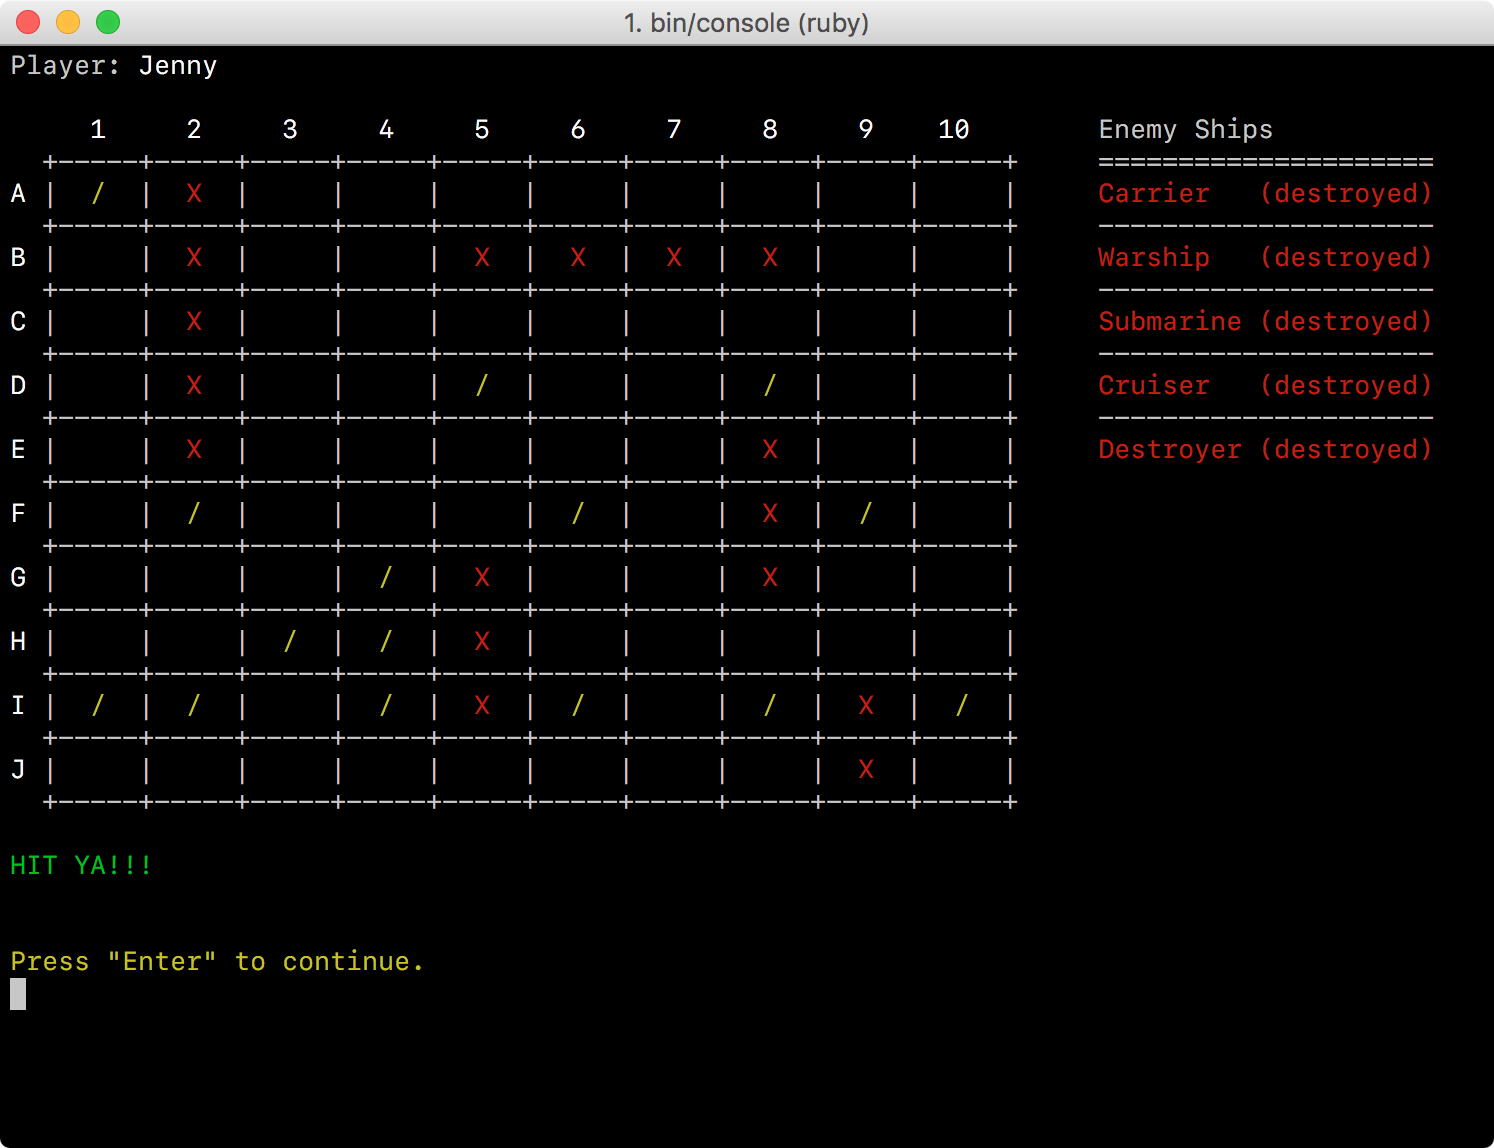 1. bin/console (ruby)
Player: Jenny
       1     2     3     4     5     6     7     8     9    10        Enemy Ships
  +-----+-----+-----+-----+-----+-----+-----+-----+-----+-----+     =====================
A |  /  |  X  |     |     |     |     |     |     |     |     |     Carrier   (destroyed)
  +-----+-----+-----+-----+-----+-----+-----+-----+-----+-----+     ---------------------
B |     |  X  |     |     |  X  |  X  |  X  |  X  |     |     |     Warship   (destroyed)
  +-----+-----+-----+-----+-----+-----+-----+-----+-----+-----+     ---------------------
C |     |  X  |     |     |     |     |     |     |     |     |     Submarine (destroyed)
  +-----+-----+-----+-----+-----+-----+-----+-----+-----+-----+     ---------------------
D |     |  X  |     |     |  /  |     |     |  /  |     |     |     Cruiser   (destroyed)
  +-----+-----+-----+-----+-----+-----+-----+-----+-----+-----+     ---------------------
E |     |  X  |     |     |     |     |     |  X  |     |     |     Destroyer (destroyed)
  +-----+-----+-----+-----+-----+-----+-----+-----+-----+-----+
F |     |  /  |     |     |     |  /  |     |  X  |  /  |     |
  +-----+-----+-----+-----+-----+-----+-----+-----+-----+-----+
G |     |     |     |  /  |  X  |     |     |  X  |     |     |
  +-----+-----+-----+-----+-----+-----+-----+-----+-----+-----+
H |     |     |  /  |  /  |  X  |     |     |     |     |     |
  +-----+-----+-----+-----+-----+-----+-----+-----+-----+-----+
I |  /  |  /  |     |  /  |  X  |  /  |     |  /  |  X  |  /  |
  +-----+-----+-----+-----+-----+-----+-----+-----+-----+-----+
J |     |     |     |     |     |     |     |     |  X  |     |
  +-----+-----+-----+-----+-----+-----+-----+-----+-----+-----+
HIT YA!!!
Press "Enter" to continue.